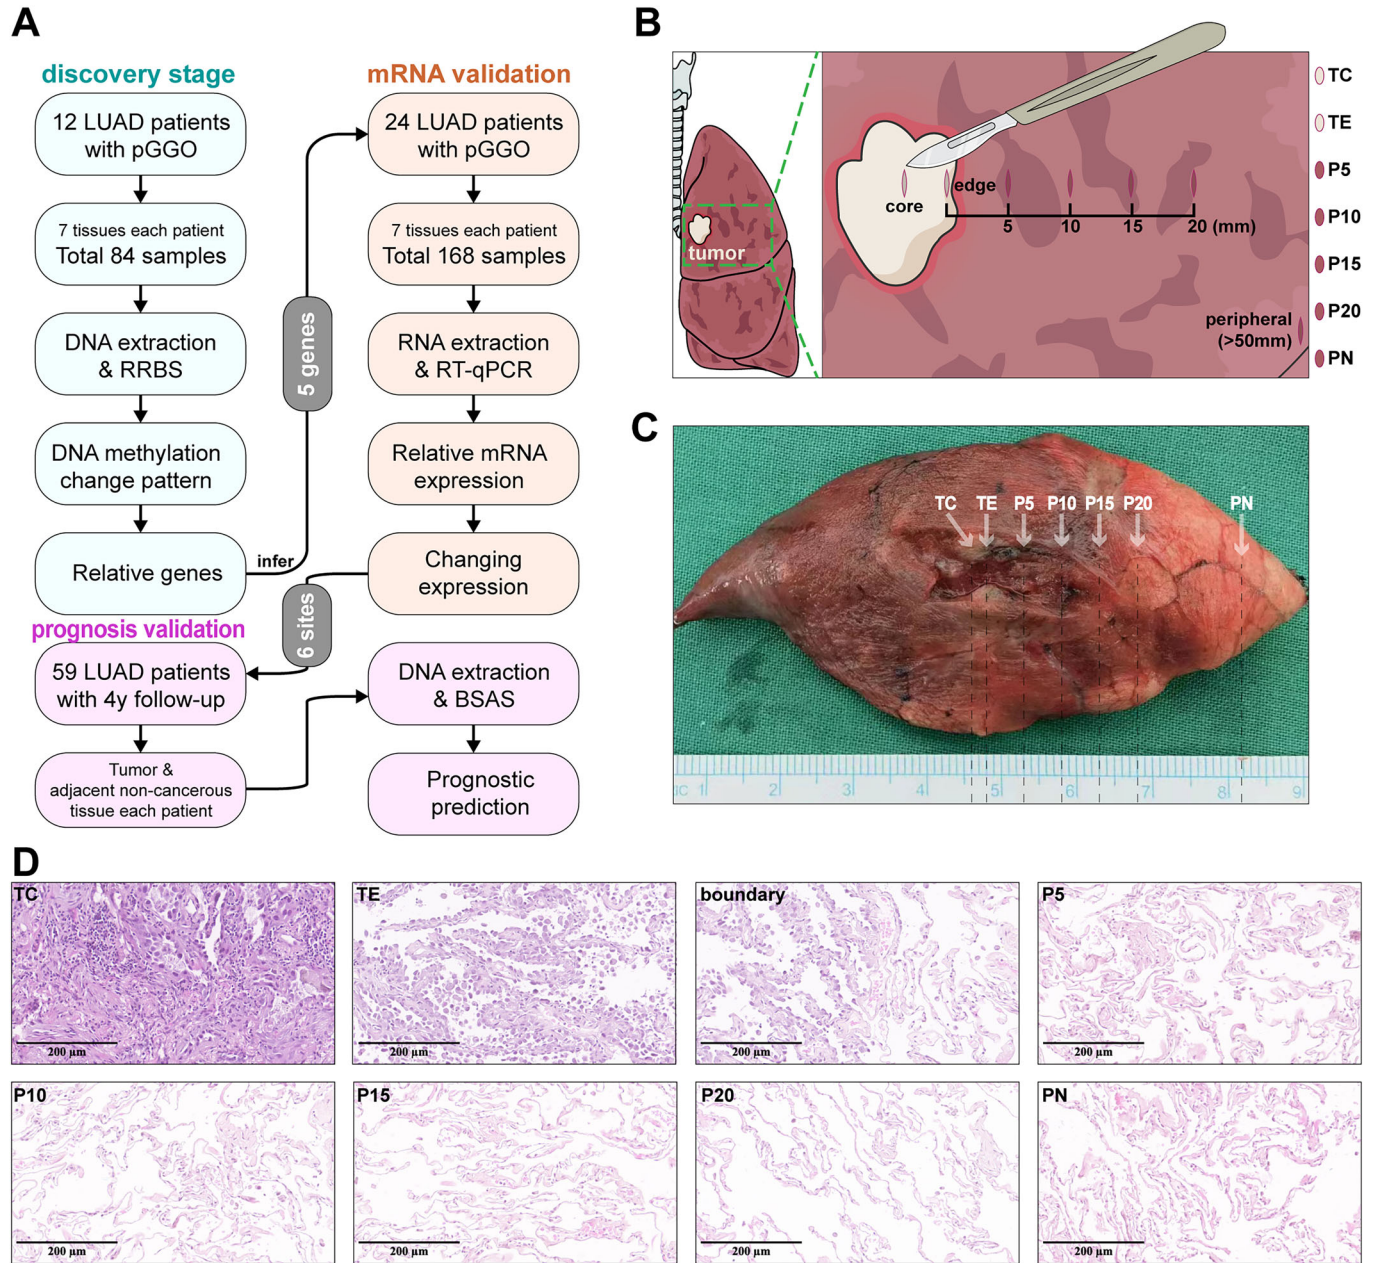 A
discovery stage
12 LUAD patients
with pGGO
7 tissues each patient
Total 84 samples
DNA extraction
& RRBS
DNA methylation
change pattern
Relative genes
infer
5 genes
mRNA validation
24 LUAD patients
with pGGO
7 tissues each patient
Total 168 samples
RNA extraction
& RT-qPCR
Relative mRNA
expression
Changing
expression
6 sites
prognosis validation
59 LUAD patients
with 4y follow-up
Tumor &
adjacent non-cancerous
tissue each patient
DNA extraction
& BSAS
Prognostic
prediction
B
tumor
core
edge
5 10 15 20 (mm)
peripheral
(>50mm)
TC
TE
P5
P10
P15
P20
PN
C
TC TE P5 P10 P15 P20 PN
1 2 3 4 5 6 7 8 9
D
TC
200 µm
TE
200 µm
boundary
200 µm
P5
200 µm
P10
200 µm
P15
200 µm
P20
200 µm
PN
200 µm